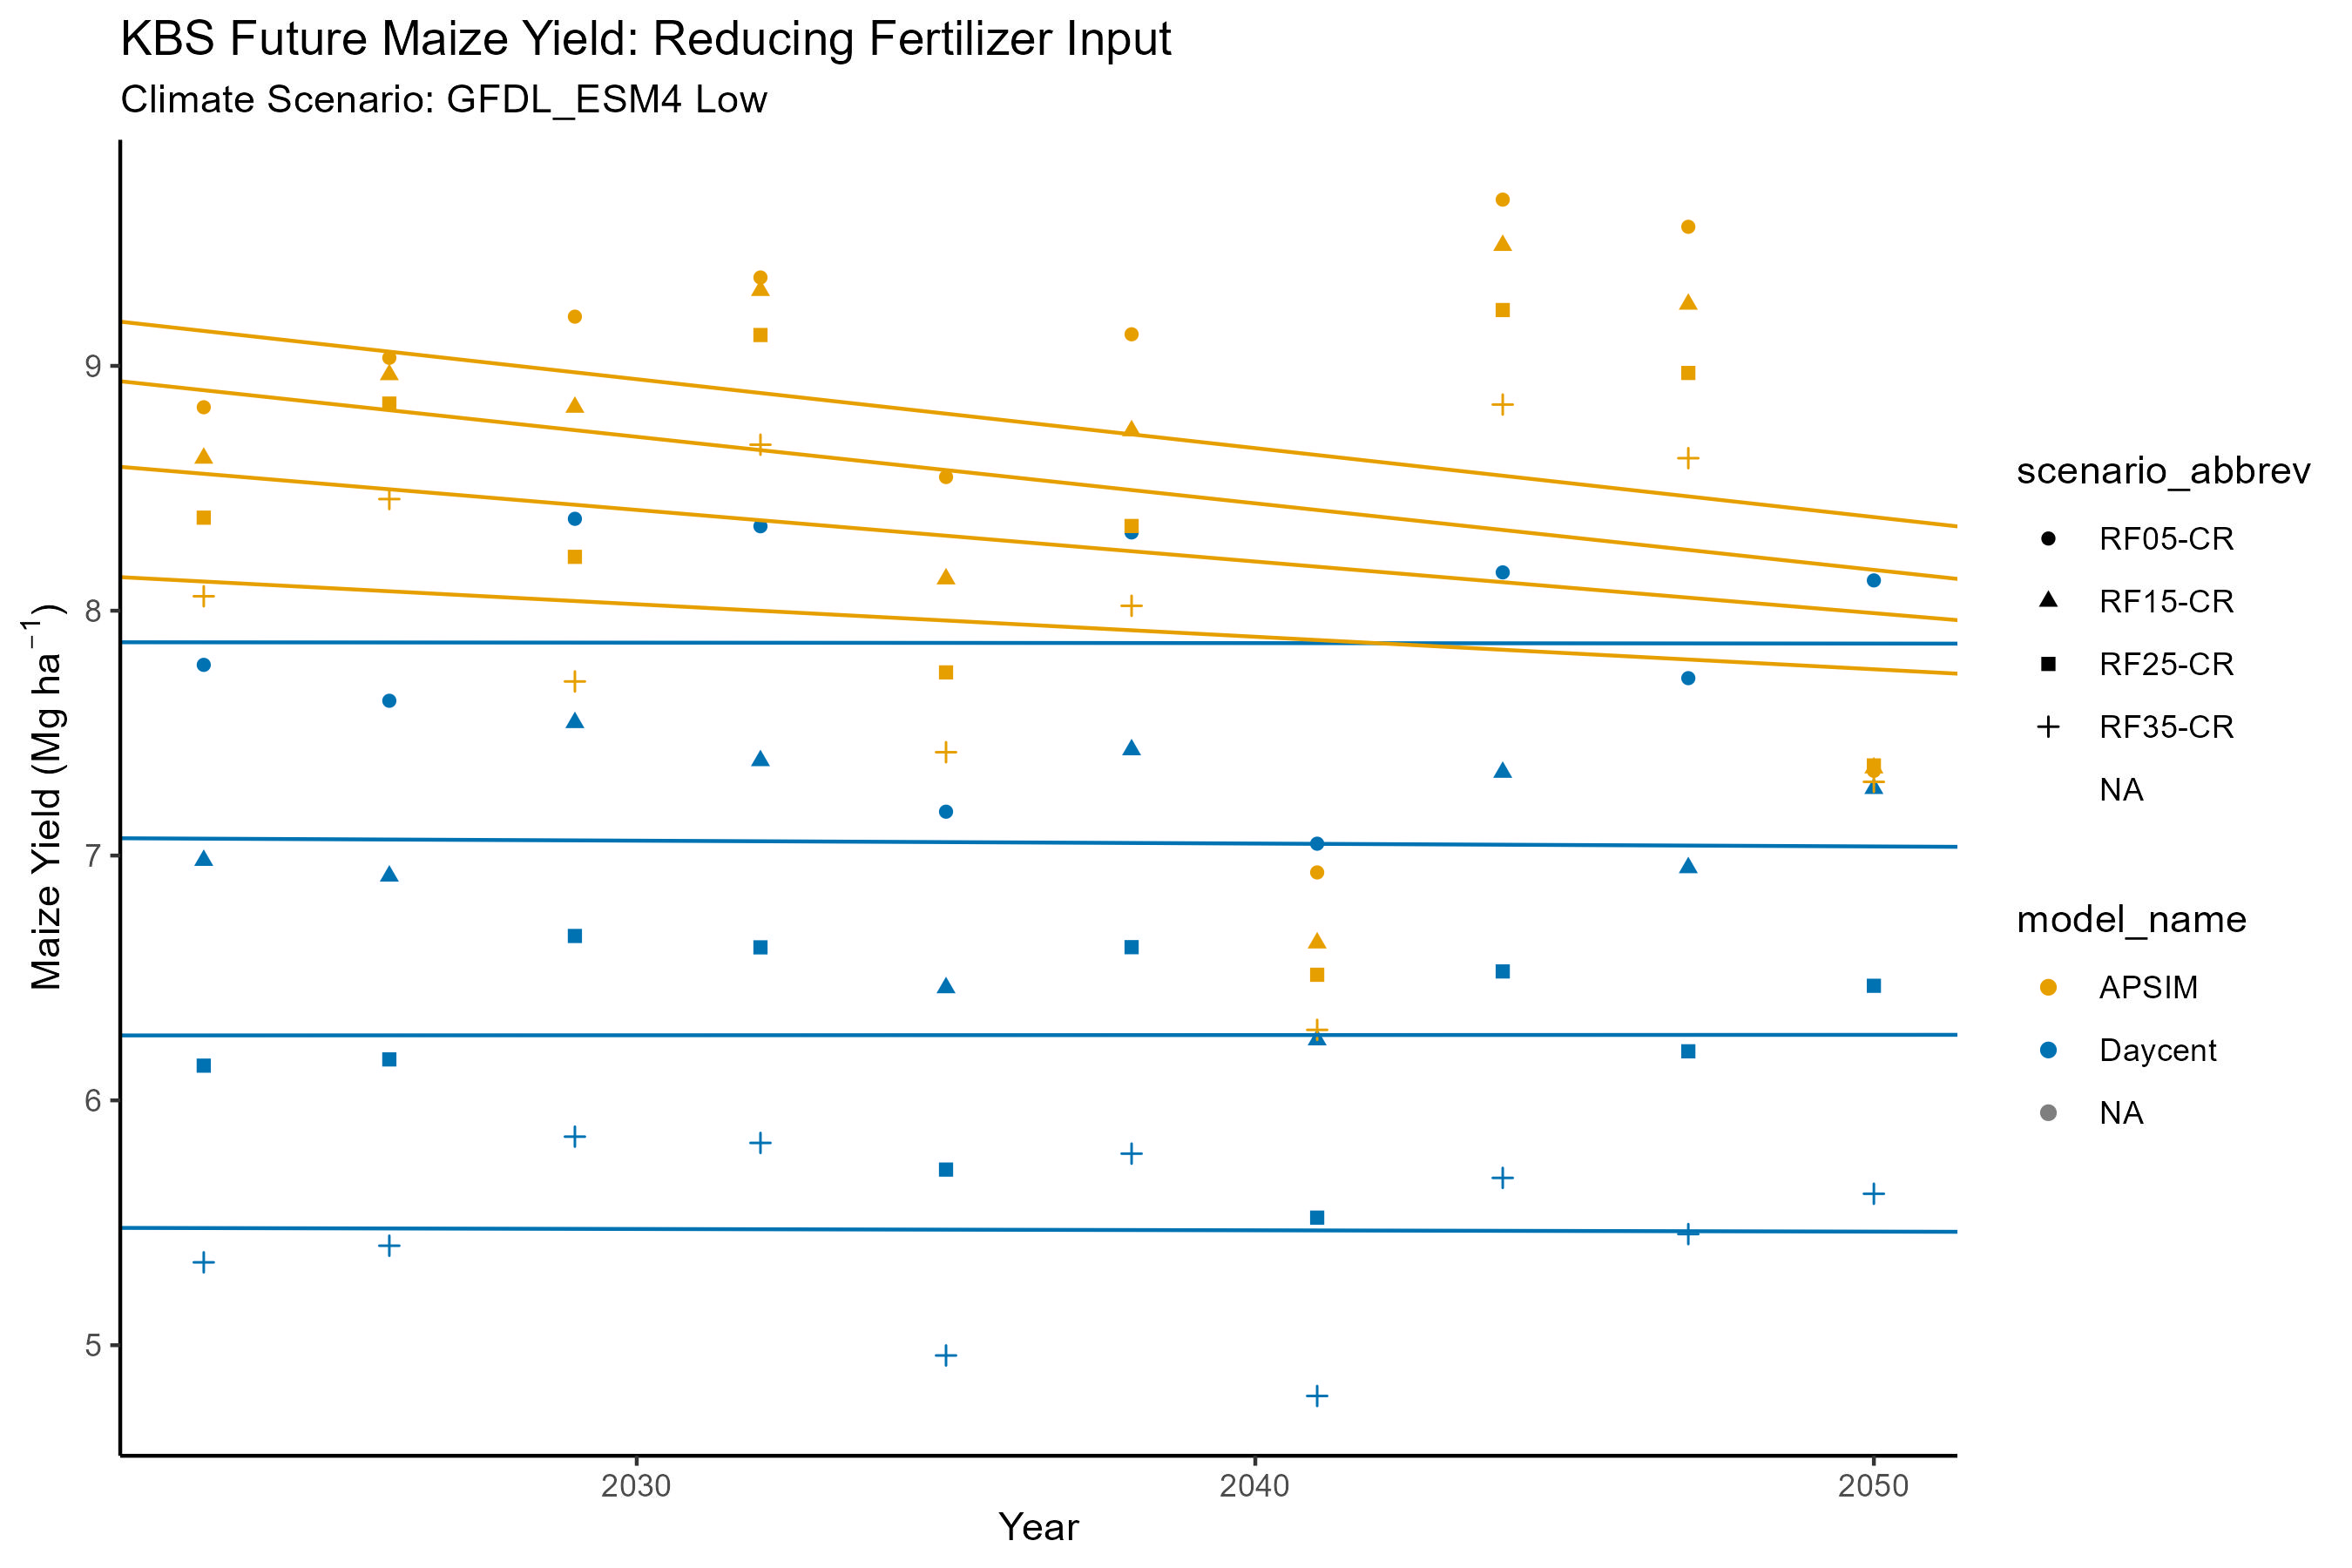 KBS Future Maize Yield: Reducing Fertilizer Input
Climate Scenario: GFDL_ESM4 Low
Maize Yield (Mg ha⁻¹)
9
8
7
6
5
2030
2040
2050
Year
scenario_abbrev
RF05-CR
RF15-CR
RF25-CR
RF35-CR
NA
model_name
APSIM
Daycent
NA